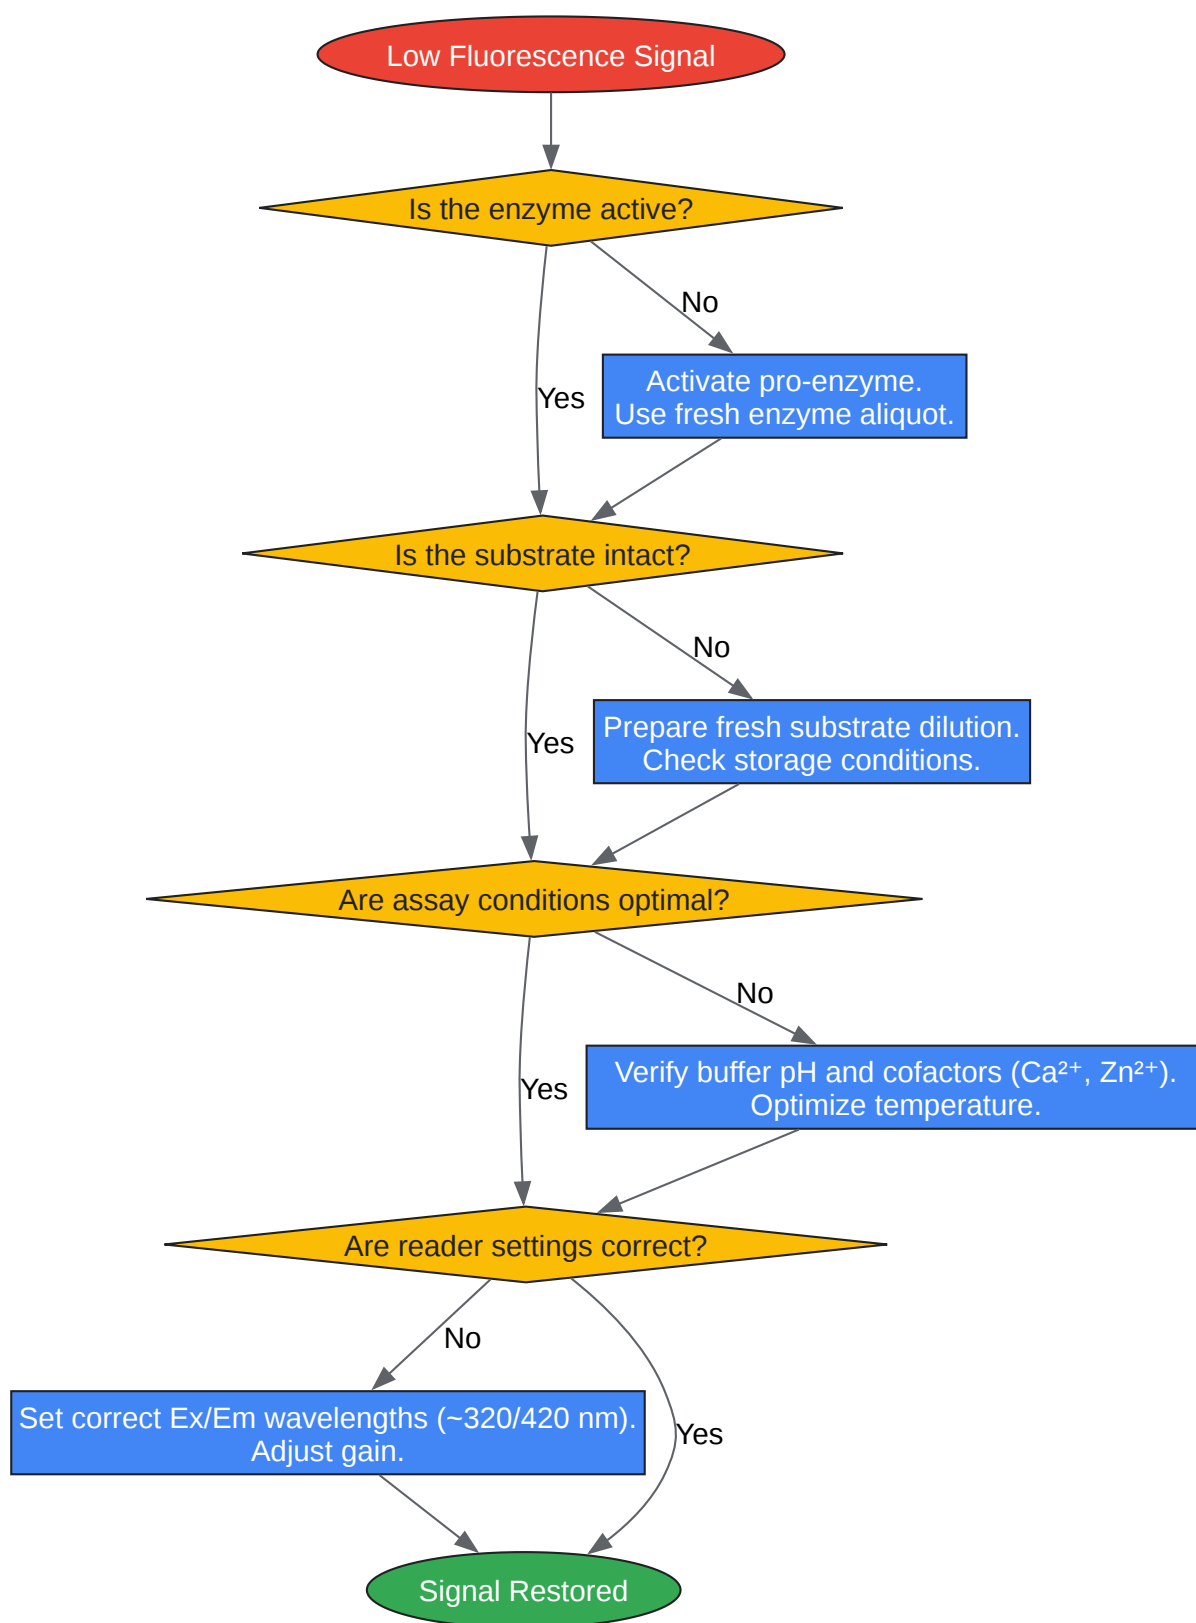 Low Fluorescence Signal
Is the enzyme active?
No
Activate pro-enzyme.
Use fresh enzyme aliquot.
Yes
Is the substrate intact?
No
Prepare fresh substrate dilution.
Check storage conditions.
Yes
Are assay conditions optimal?
No
Verify buffer pH and cofactors (Ca²⁺, Zn²⁺).
Optimize temperature.
Yes
Are reader settings correct?
No
Set correct Ex/Em wavelengths (~320/420 nm).
Adjust gain.
Yes
Signal Restored